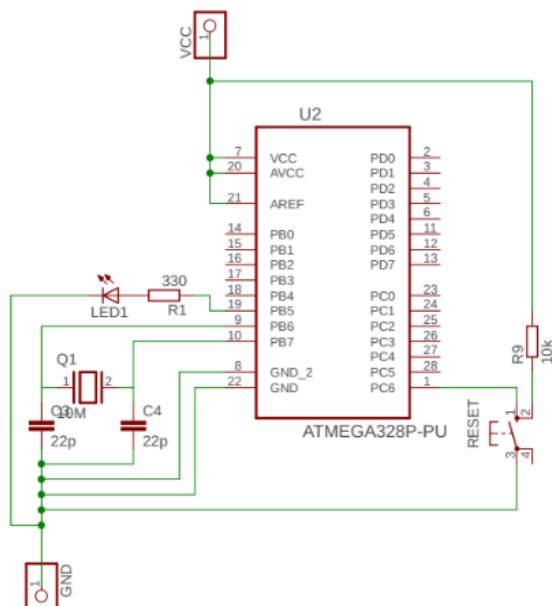 VCC
1
U2
7 VCC PD0 2
20 AVCC PD1 3
PD2 4
21 AREF PD3 5
PD4 6
14 PB0 PD5 11
15 PB1 PD6 12
16 PB2 PD7 13
17 PB3
18 PB4 PC0 23
19 PB5 PC1 24
9 PB6 PC2 25
10 PB7 PC3 26
PC4 27
8 GND_2 PC5 28
22 GND PC6 1
ATMEGA328P-PU
330
LED1
R1
Q1
1 2
10M
C3
C4
22p
22p
R9
10k
RESET
1 2
3 4
GND
1